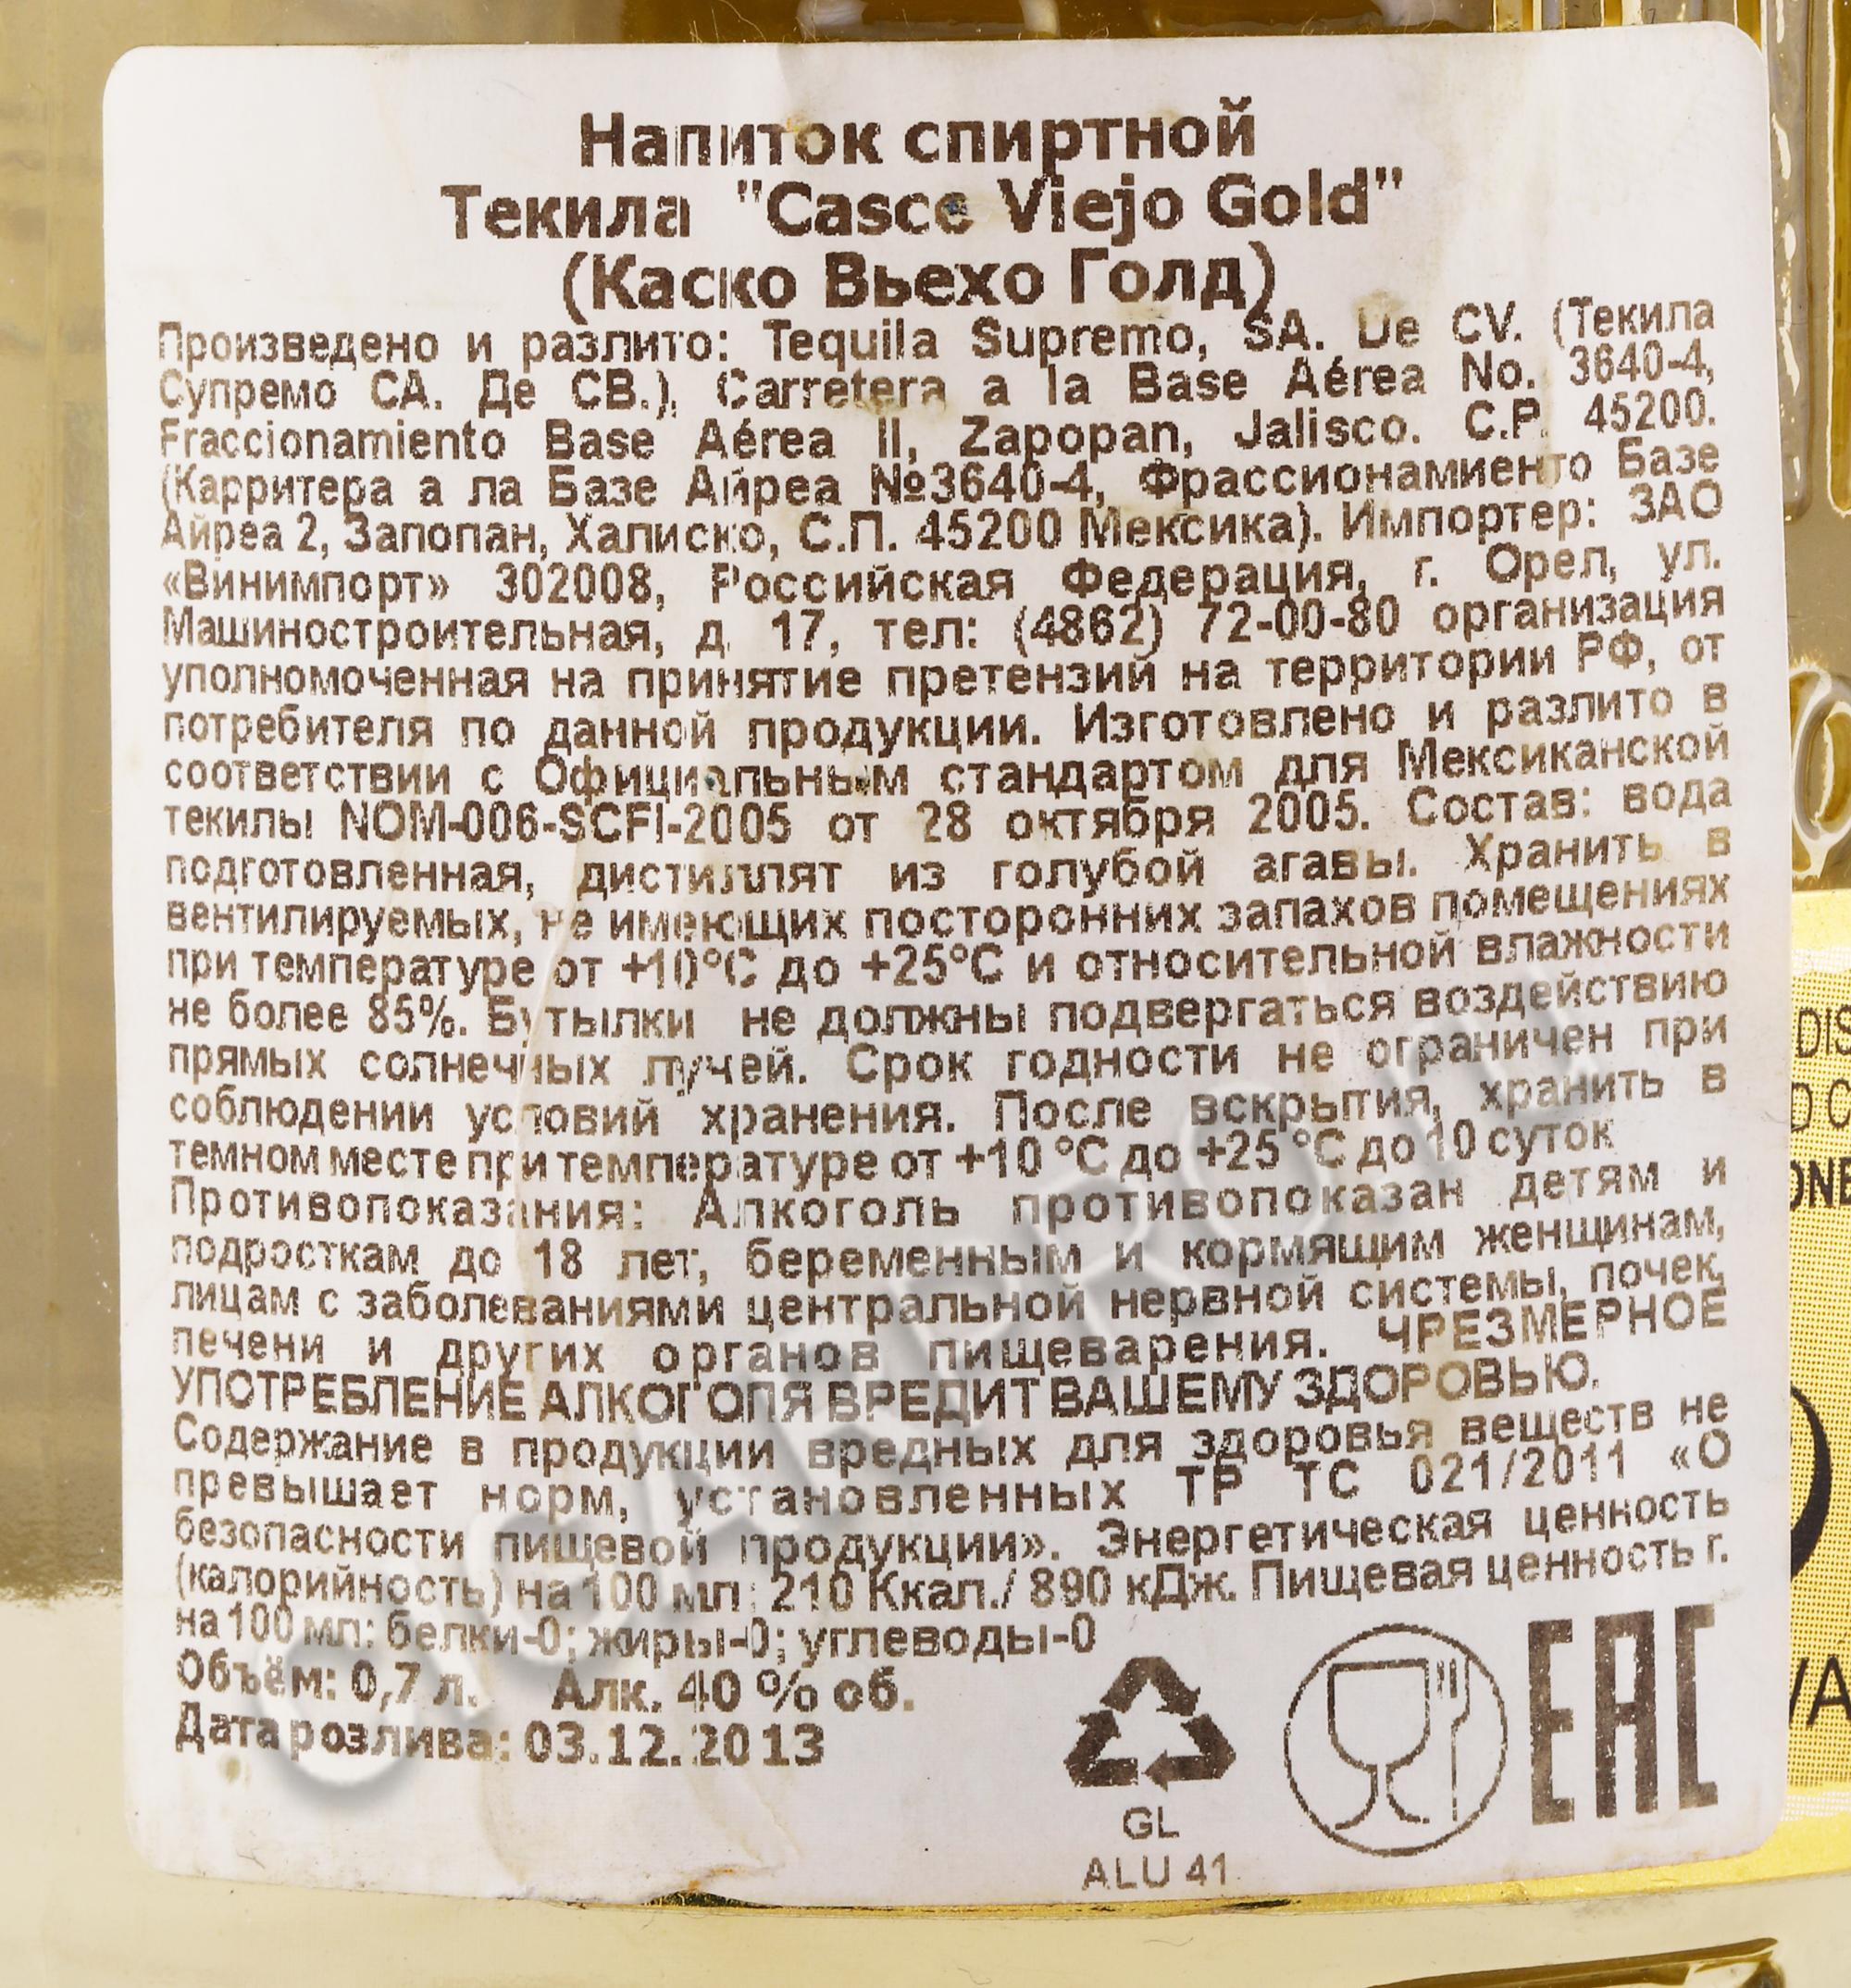 Напиток спиртной
Текила "Casco Viejo Gold"
(Каско Вьехо Голд)
Произведено и разлито: Tequila Supremo, SA. De CV. (Текила
Супремо СА. Де СВ.), Carretera a la Base Aérea No. 3640-4,
Fraccionamiento Base Aérea II, Zapopan, Jalisco. C.P. 45200.
(Карритера а ла Базе Айреа №3640-4, Фрассионамиенто Базе
Айреа 2, Запопан, Халиско, С.П. 45200 Мексика). Импортер: ЗАО
«Винимпорт» 302008, Российская Федерация, г. Орел, ул.
Машиностроительная, д. 17, тел: (4862) 72-00-80 организация
уполномоченная на принятие претензий на территории РФ, от
потребителя по данной продукции. Изготовлено и разлито в
соответствии с Официальным стандартом для Мексиканской
текилы NOM-006-SCFI-2005 от 28 октября 2005. Состав: вода
подготовленная, дистиллят из голубой агавы. Хранить в
вентилируемых, не имеющих посторонних запахов помещениях
при температуре от +10°C до +25°C и относительной влажности
не более 85%. Бутылки не должны подвергаться воздействию
прямых солнечных лучей. Срок годности не ограничен при
соблюдении условий хранения. После вскрытия, хранить в
темном месте при температуре от +10 °C до +25 °C до 10 суток
Противопоказания: Алкоголь противопоказан детям и
подросткам до 18 лет, беременным и кормящим женщинам,
лицам с заболеваниями центральной нервной системы, почек,
печени и других органов пищеварения. ЧРЕЗМЕРНОЕ
УПОТРЕБЛЕНИЕ АЛКОГОЛЯ ВРЕДИТ ВАШЕМУ ЗДОРОВЬЮ.
Содержание в продукции вредных для здоровья веществ не
превышает норм, установленных ТР ТС 021/2011 «О
безопасности пищевой продукции». Энергетическая ценность
(калорийность) на 100 мл: 210 Ккал./ 890 кДж. Пищевая ценность г.
на 100 мл: белки-0; жиры-0; углеводы-0
Объём: 0,7 л. Алк. 40 % об.
Дата розлива: 03.12.2013
GL
ALU 41
EAC